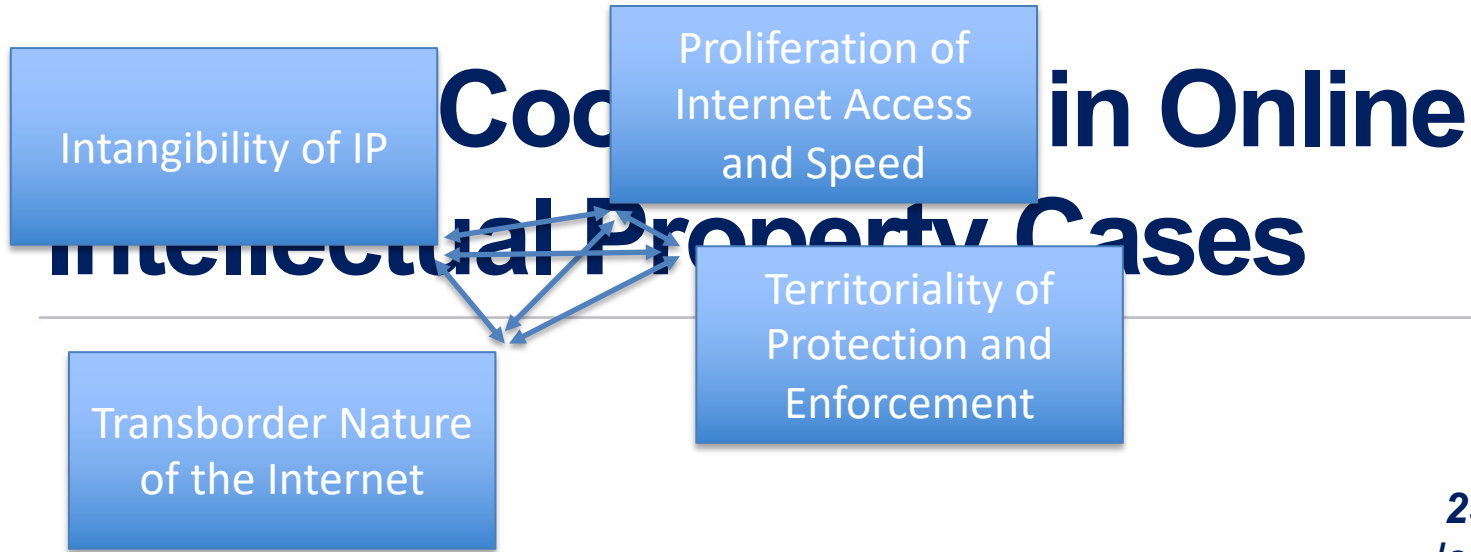 Intangibility of IP
Proliferation of
Internet Access
and Speed
Coo in Online
Intellectual Property Cases
Territoriality of
Protection and
Enforcement
Transborder Nature
of the Internet